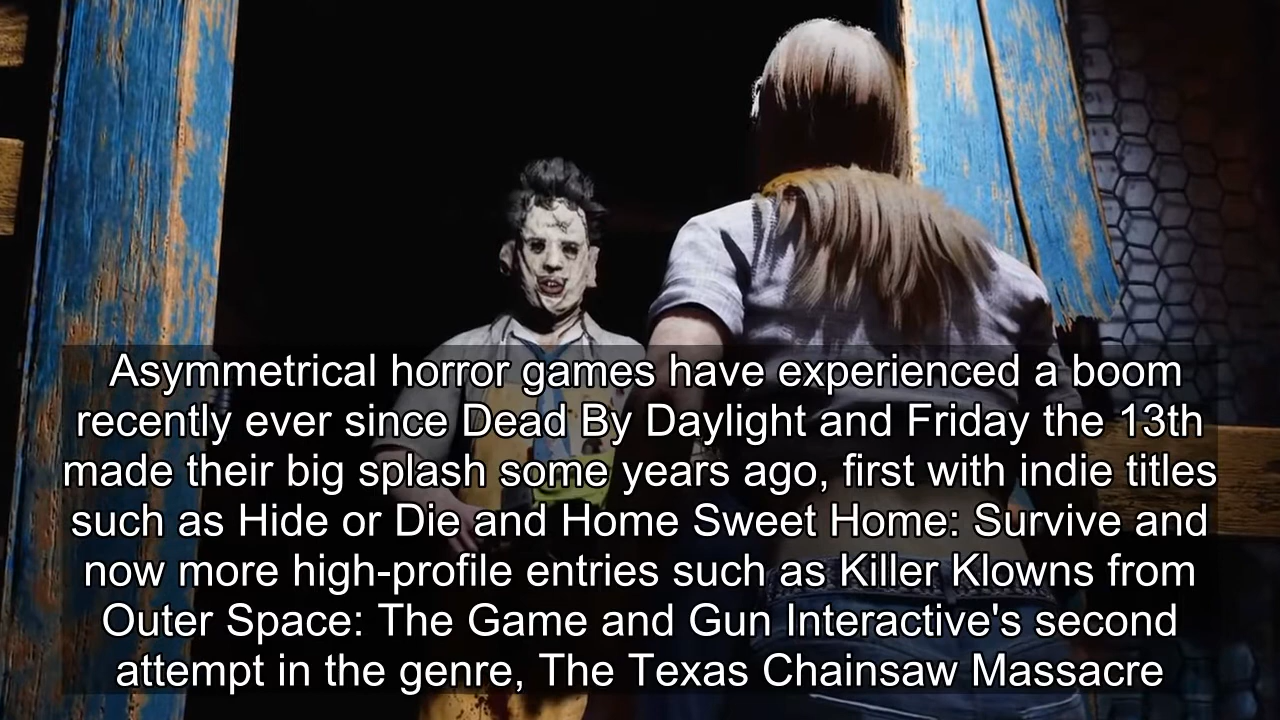 Asymmetrical horror games have experienced a boom
recently ever since Dead By Daylight and Friday the 13th
made their big splash some years ago, first with indie titles
such as Hide or Die and Home Sweet Home: Survive and
now more high-profile entries such as Killer Klowns from
Outer Space: The Game and Gun Interactive's second
attempt in the genre, The Texas Chainsaw Massacre